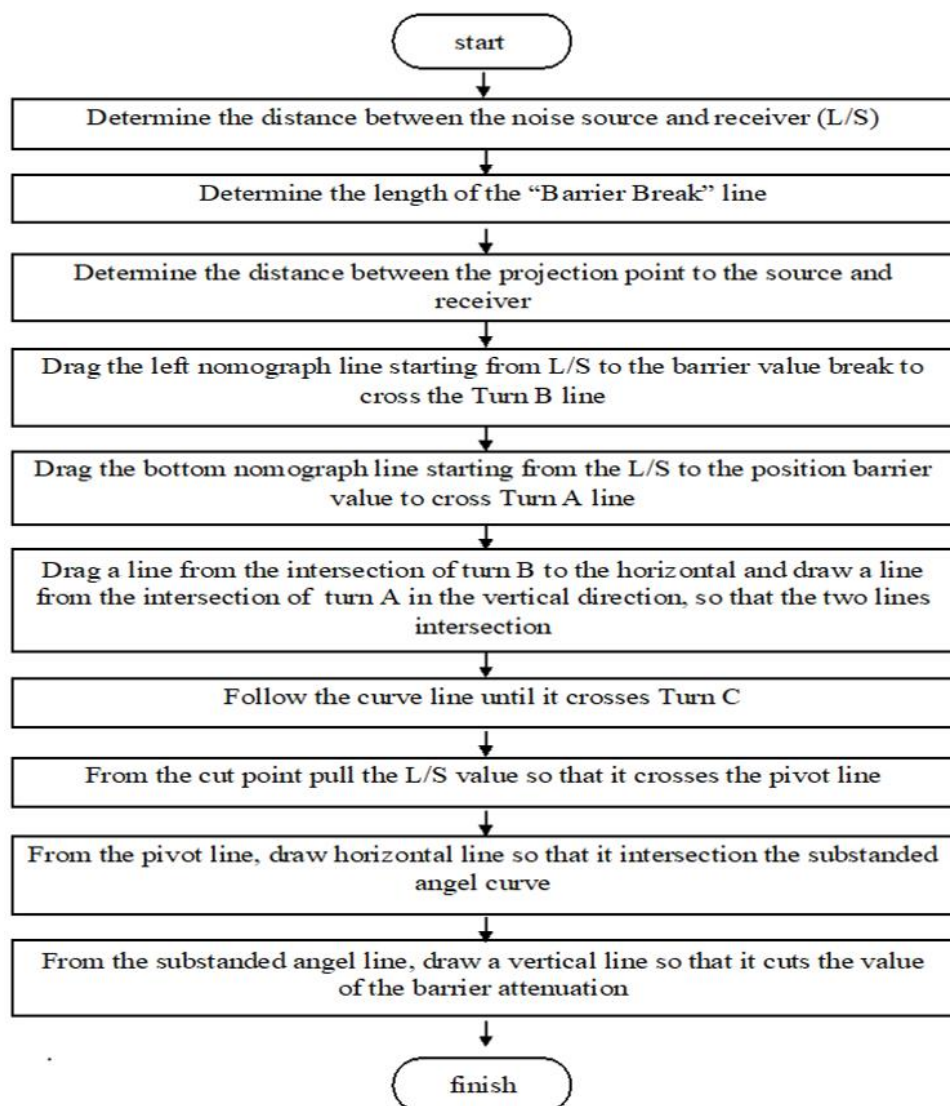 start
Determine the distance between the noise source and receiver (L/S)
Determine the length of the “Barrier Break” line
Determine the distance between the projection point to the source and
receiver
Drag the left nomograph line starting from L/S to the barrier value break to
cross the Turn B line
Drag the bottom nomograph line starting from the L/S to the position barrier
value to cross Turn A line
Drag a line from the intersection of turn B to the horizontal and draw a line
from the intersection of turn A in the vertical direction, so that the two lines
intersection
Follow the curve line until it crosses Turn C
From the cut point pull the L/S value so that it crosses the pivot line
From the pivot line, draw horizontal line so that it intersection the substanded
angel curve
From the substanded angel line, draw a vertical line so that it cuts the value
of the barrier attenuation
finish